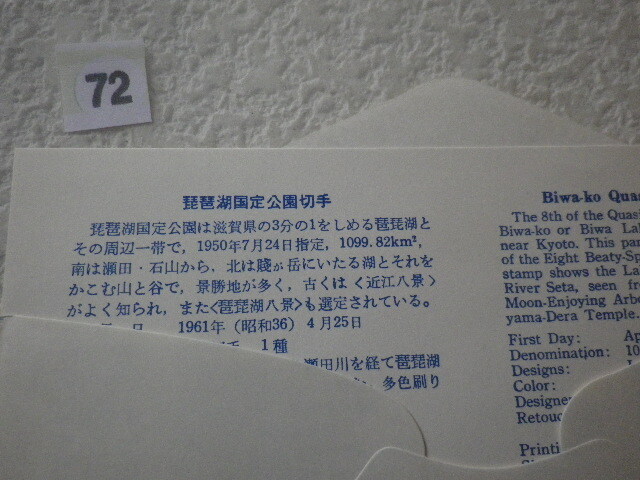 72
琵琶湖国定公園切手
琵琶湖国定公園は滋賀県の3分の1をしめる琵琶湖と
その周辺一帯で，1950年7月24日指定，1099.82km²，
南は瀬田・石山から，北は賤が岳にいたる湖とそれを
かこむ山と谷で，景勝地が多く，古くは〈近江八景〉
がよく知られ，また〈琵琶湖八景〉も選定されている。
日 1961年（昭和36）4月25日
1種
瀬田川を経て琵琶湖
多色刷り
Biwa-ko Quas
The 8th of the Quasi
Biwa-ko or Biwa Lal
near Kyoto. This par
of the Eight Beaty-Sp
stamp shows the La
River Seta, seen fro
Moon-Enjoying Arbo
yama-Dera Temple.
First Day: Ap
Denomination: 10
Designs:
Color:
Designe
Retouc
Printi